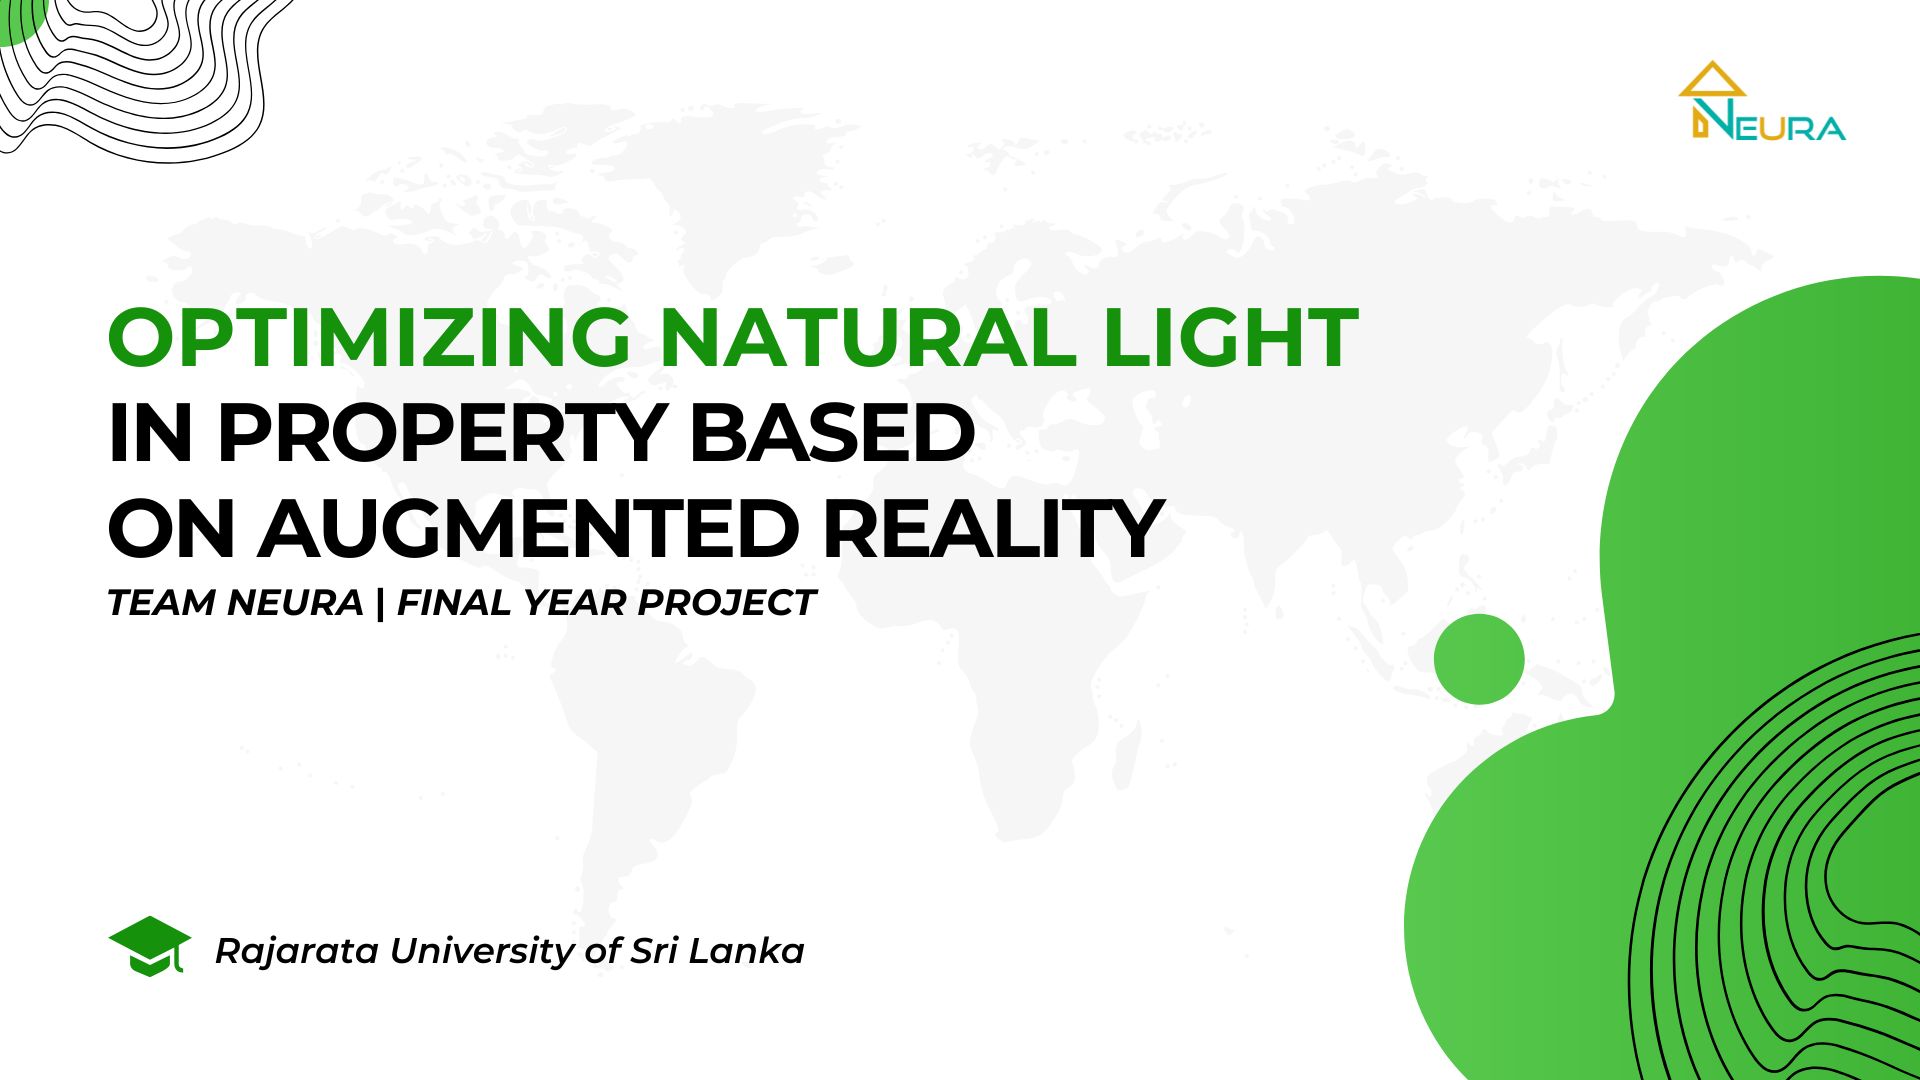 NEURA
OPTIMIZING NATURAL LIGHT
IN PROPERTY BASED
ON AUGMENTED REALITY
TEAM NEURA | FINAL YEAR PROJECT
Rajarata University of Sri Lanka